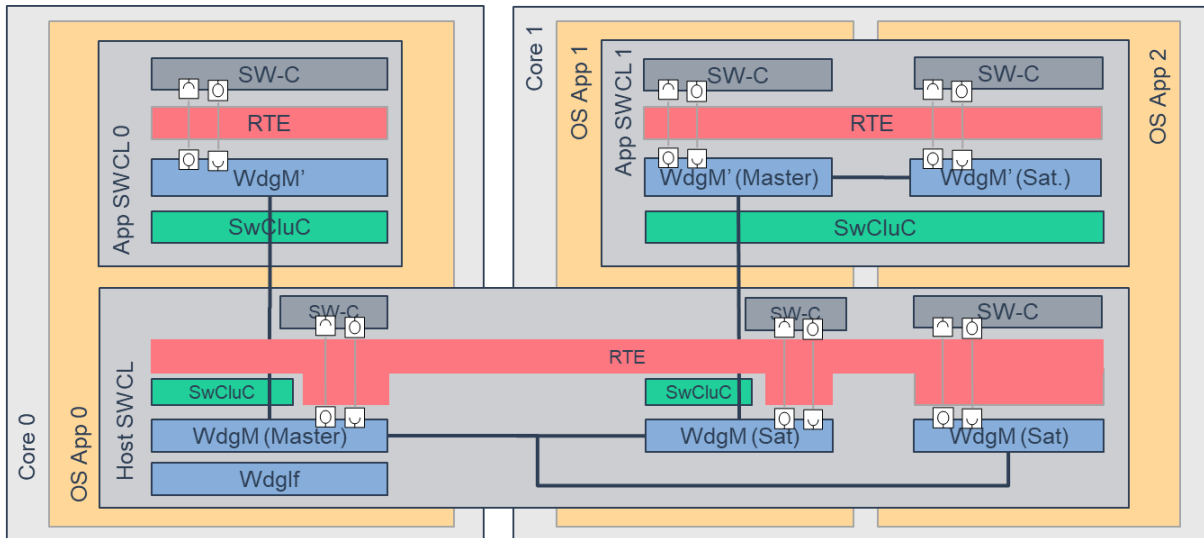 Core 0
OS App 0
App SWCL 0
SW-C
RTE
WdgM'
SwCluC
Core 1
OS App 1
OS App 2
App SWCL 1
SW-C
SW-C
RTE
WdgM’ (Master)
WdgM’ (Sat.)
SwCluC
Host SWCL
SW-C
SW-C
SW-C
RTE
SwCluC
SwCluC
WdgM (Master)
WdgM (Sat)
WdgM (Sat)
WdgIf